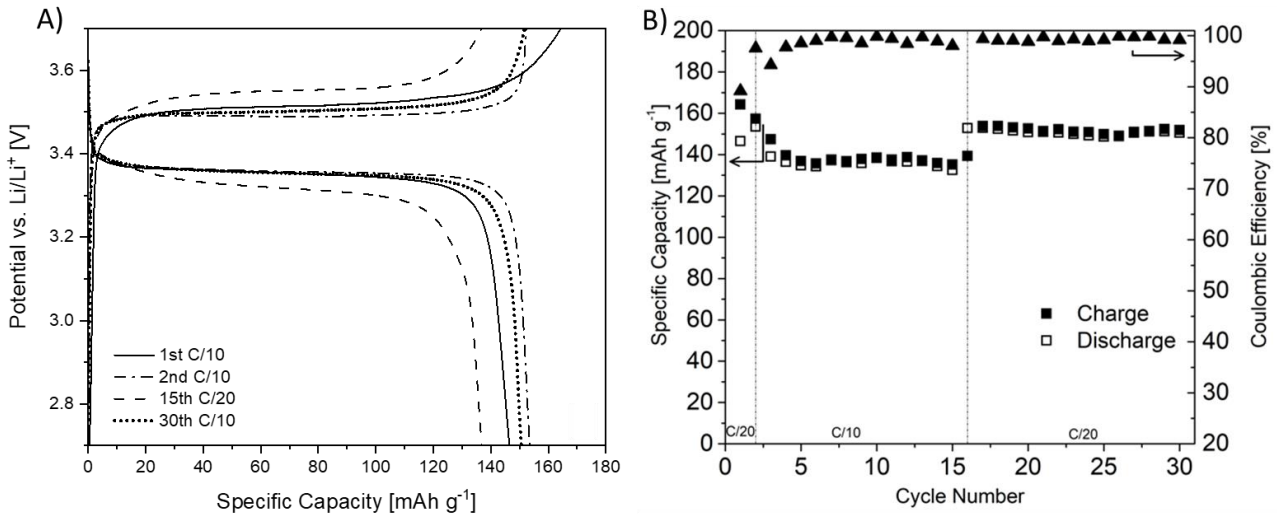 A)
Potential vs. Li/Li⁺ [V]
3.6
3.4
3.2
3.0
2.8
1st C/10
2nd C/10
15th C/20
30th C/10
0 20 40 60 80 100 120 140 160 180
Specific Capacity [mAh g⁻¹]
B)
Specific Capacity [mAh g⁻¹]
200
180
160
140
120
100
80
60
40
20
0
Charge
Discharge
C/20 C/10 C/20
0 5 10 15 20 25 30
Cycle Number
100
90
80
70
60
50
40
30
20
Coulombic Efficiency [%]